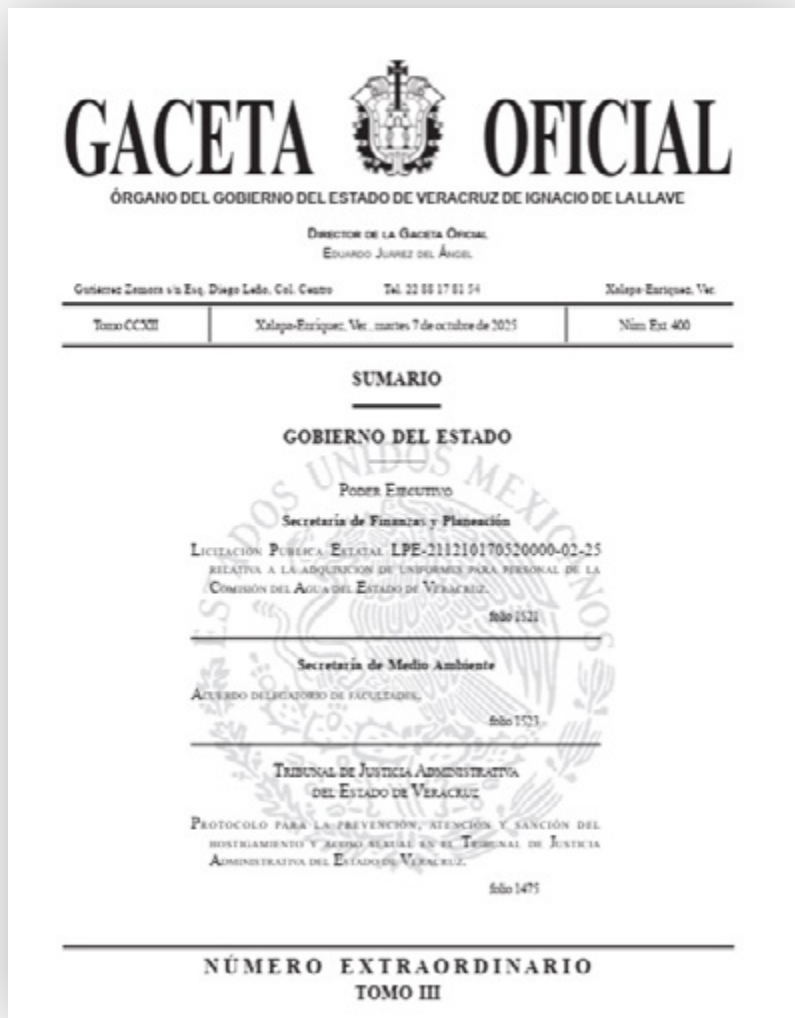 GACETA OFICIAL
ÓRGANO DEL GOBIERNO DEL ESTADO DE VERACRUZ DE IGNACIO DE LA LLAVE
DIRECTOR DE LA GACETA OFICIAL
EDUARDO JUÁREZ DEL ÁNGEL
Gutiérrez Zamora s/n Esq. Diego Leño, Col. Centro Tel. 22 88 17 81 54 Xalapa-Enríquez, Ver.
Tomo CCXII Xalapa-Enríquez, Ver., martes 7 de octubre de 2025 Núm. Ext. 400
SUMARIO
GOBIERNO DEL ESTADO
ESTADOS UNIDOS MEXICANOS
PODER EJECUTIVO
Secretaría de Finanzas y Planeación
LICITACIÓN PÚBLICA ESTATAL LPE-211210170520000-02-25
RELATIVA A LA ADQUISICIÓN DE UNIFORMES PARA PERSONAL DE LA
COMISIÓN DEL AGUA DEL ESTADO DE VERACRUZ.
folio 1521
Secretaría de Medio Ambiente
ACUERDO DELEGATORIO DE FACULTADES.
folio 1523
TRIBUNAL DE JUSTICIA ADMINISTRATIVA
DEL ESTADO DE VERACRUZ
PROTOCOLO PARA LA PREVENCIÓN, ATENCIÓN Y SANCIÓN DEL
HOSTIGAMIENTO Y ACOSO SEXUAL EN EL TRIBUNAL DE JUSTICIA
ADMINISTRATIVA DEL ESTADO DE VERACRUZ.
folio 1475
NÚMERO EXTRAORDINARIO
TOMO III